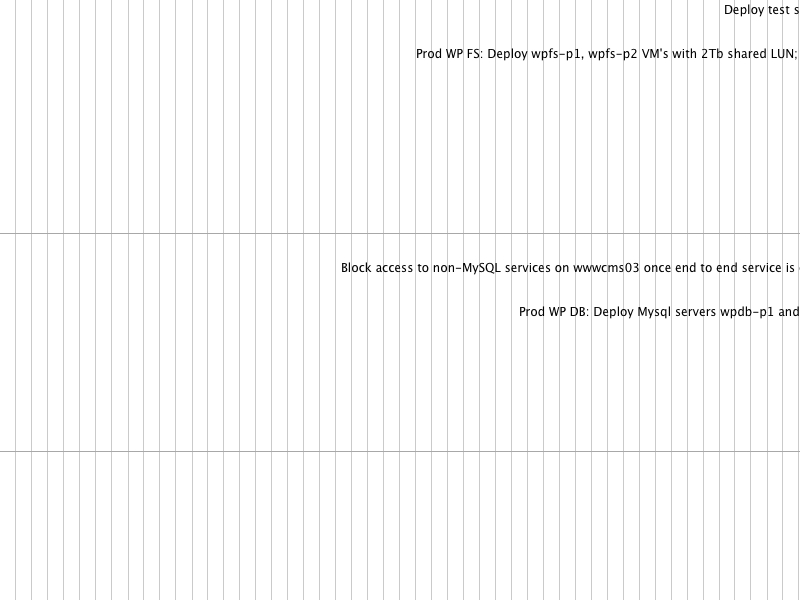 Deploy test s
Prod WP FS: Deploy wpfs-p1, wpfs-p2 VM's with 2Tb shared LUN;
Block access to non-MySQL services on wwwcms03 once end to end service is
Prod WP DB: Deploy Mysql servers wpdb-p1 and